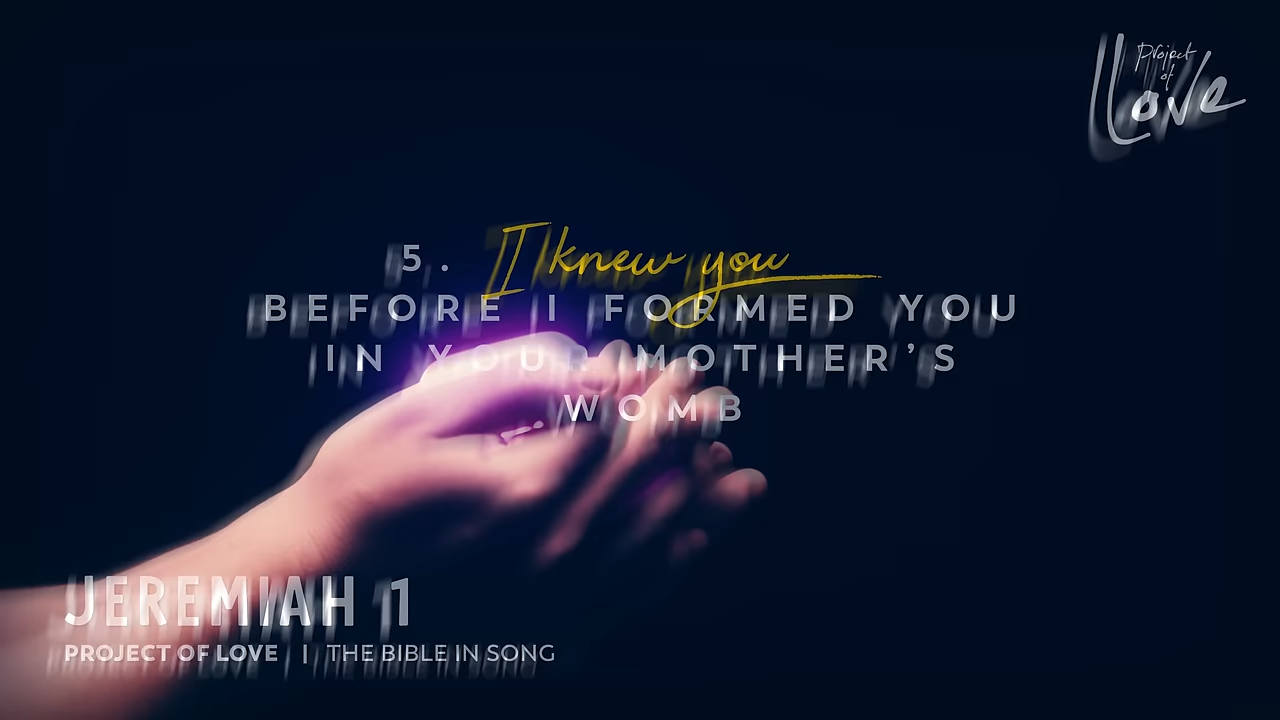 Project
of
Love
5. I knew you
BEFORE I FORMED YOU
IN YOUR MOTHER’S
WOMB
JEREMIAH 1
PROJECT OF LOVE | THE BIBLE IN SONG